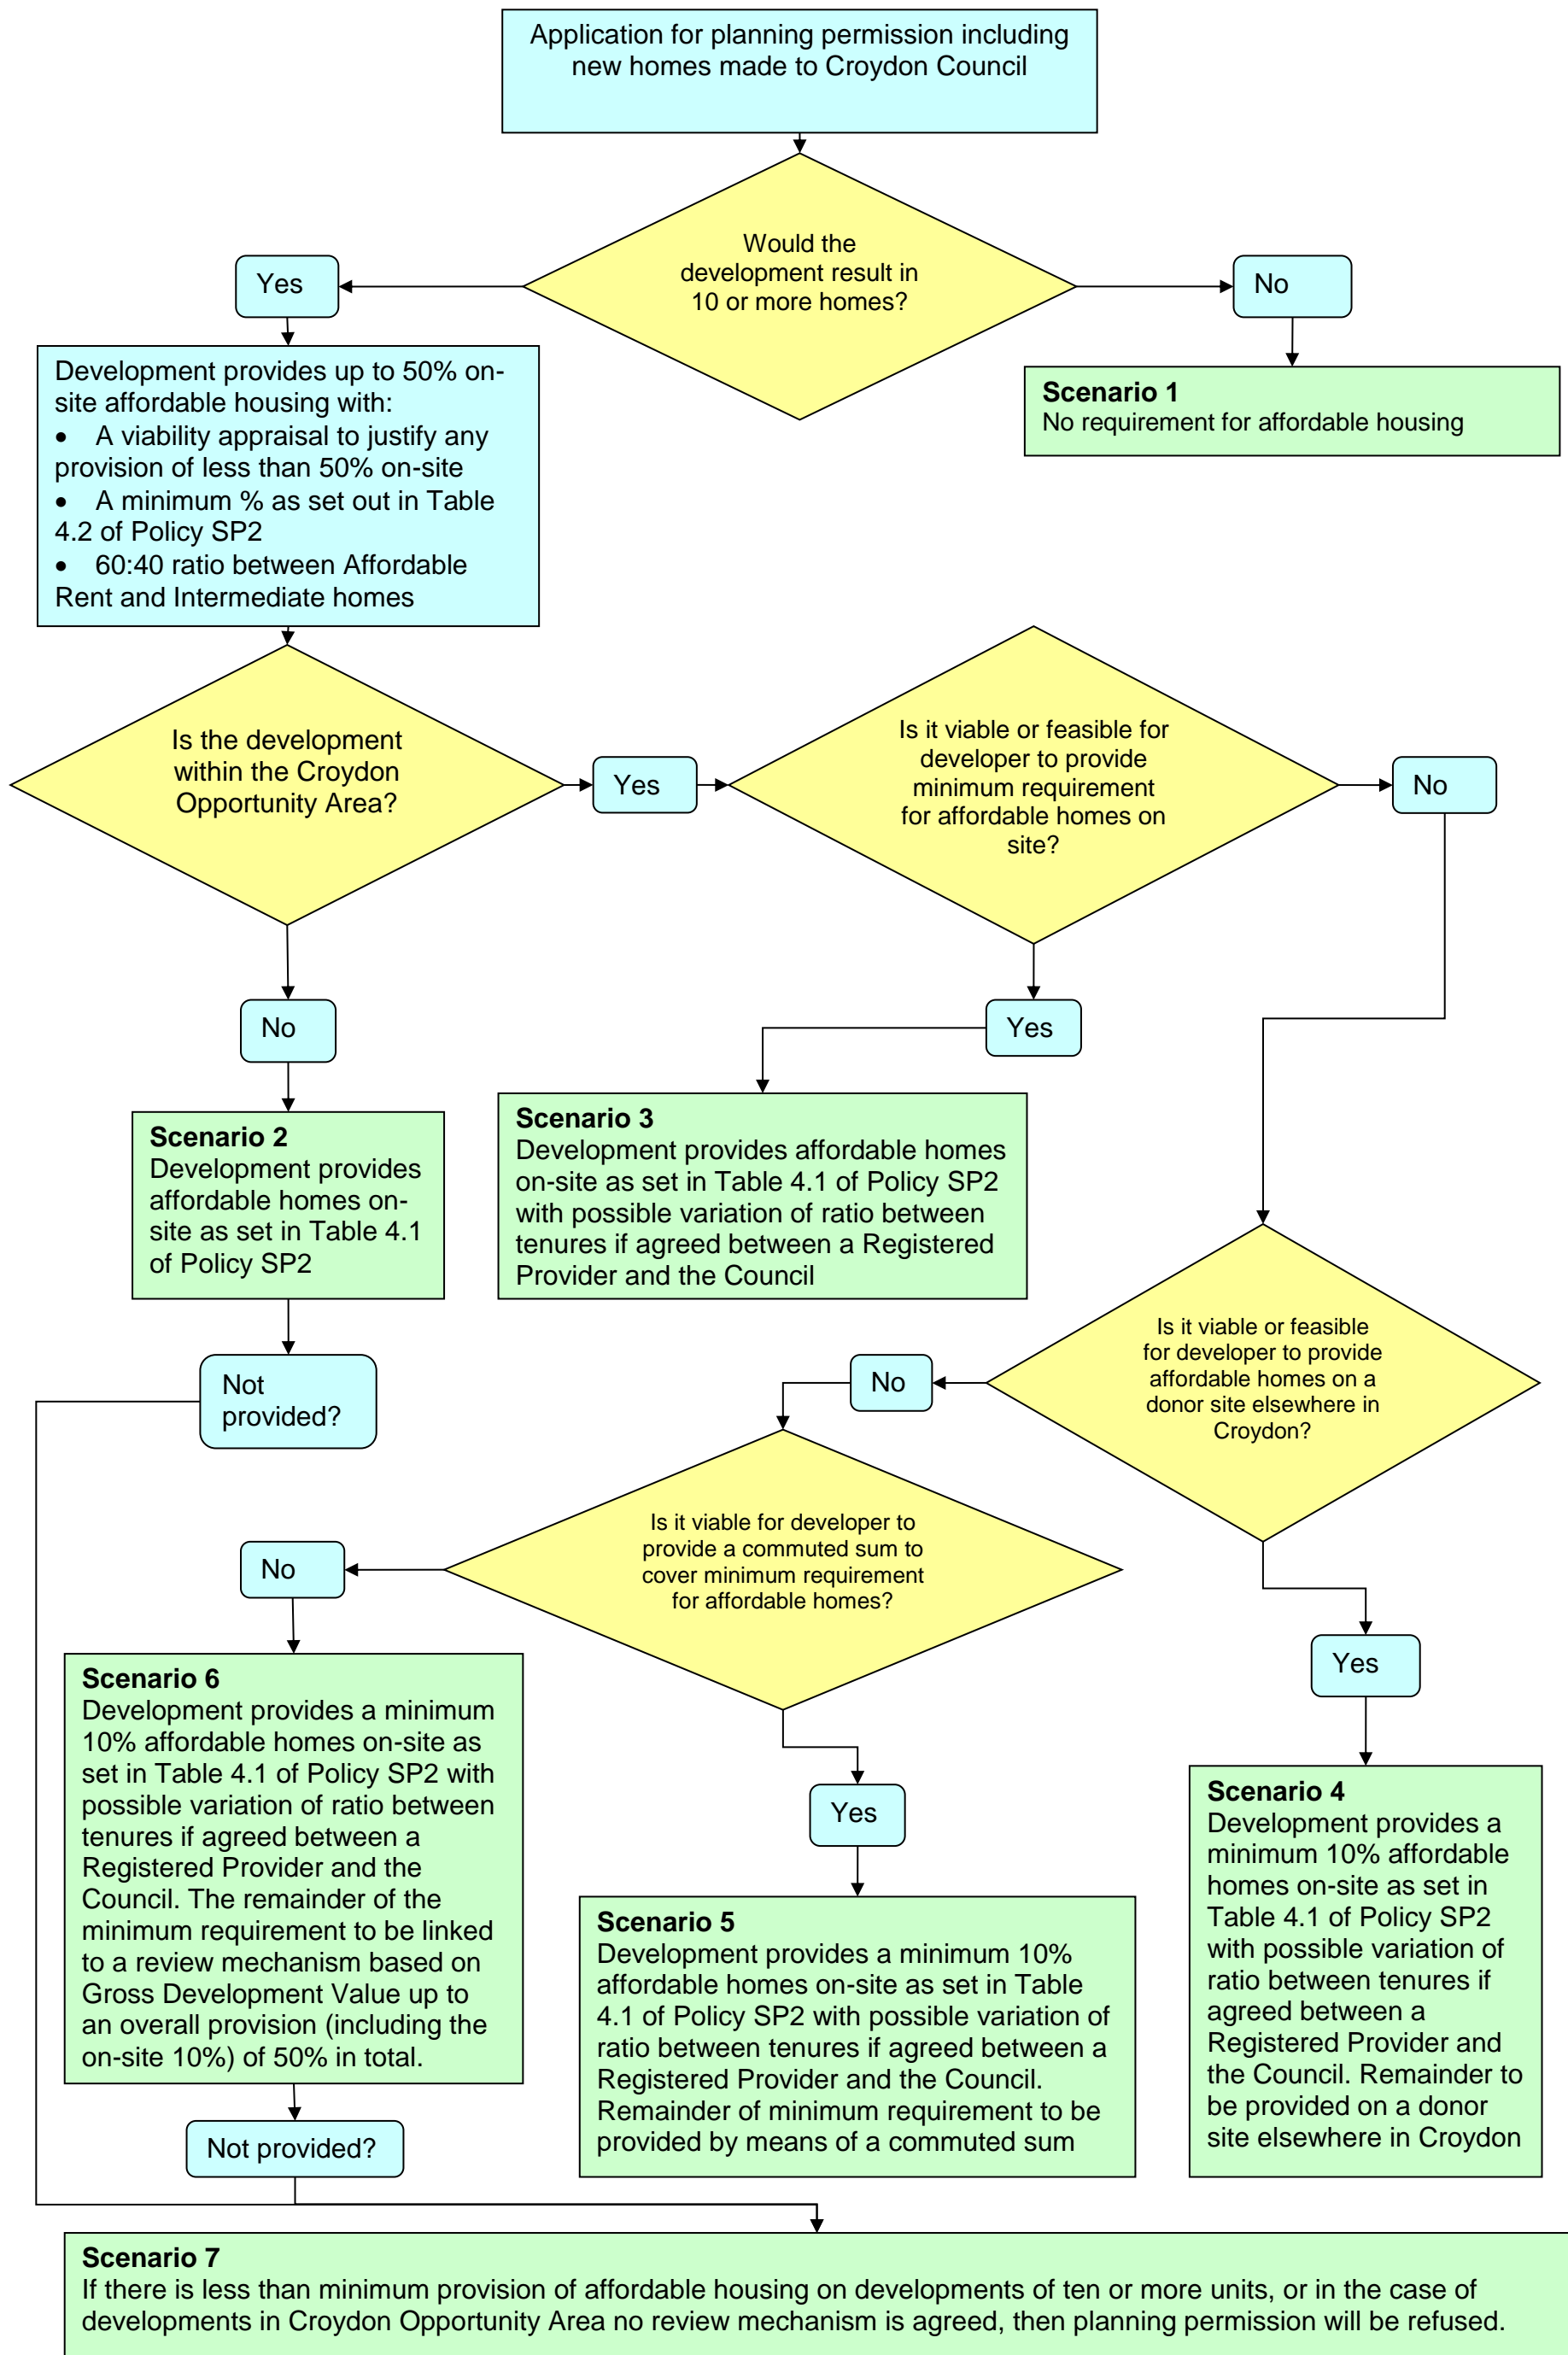 Application for planning permission including
new homes made to Croydon Council
Would the
development result in
10 or more homes?
Yes
No
Development provides up to 50% on-
site affordable housing with:
• A viability appraisal to justify any
provision of less than 50% on-site
• A minimum % as set out in Table
4.2 of Policy SP2
• 60:40 ratio between Affordable
Rent and Intermediate homes
Scenario 1
No requirement for affordable housing
Is the development
within the Croydon
Opportunity Area?
Yes
Is it viable or feasible for
developer to provide
minimum requirement
for affordable homes on
site?
No
No
Yes
Scenario 2
Development provides
affordable homes on-
site as set in Table 4.1
of Policy SP2
Scenario 3
Development provides affordable homes
on-site as set in Table 4.1 of Policy SP2
with possible variation of ratio between
tenures if agreed between a Registered
Provider and the Council
Not
provided?
No
Is it viable or feasible
for developer to provide
affordable homes on a
donor site elsewhere in
Croydon?
No
Is it viable for developer to
provide a commuted sum to
cover minimum requirement
for affordable homes?
Yes
Yes
Scenario 6
Development provides a minimum
10% affordable homes on-site as
set in Table 4.1 of Policy SP2 with
possible variation of ratio between
tenures if agreed between a
Registered Provider and the
Council. The remainder of the
minimum requirement to be linked
to a review mechanism based on
Gross Development Value up to
an overall provision (including the
on-site 10%) of 50% in total.
Scenario 5
Development provides a minimum 10%
affordable homes on-site as set in Table
4.1 of Policy SP2 with possible variation of
ratio between tenures if agreed between a
Registered Provider and the Council.
Remainder of minimum requirement to be
provided by means of a commuted sum
Scenario 4
Development provides a
minimum 10% affordable
homes on-site as set in
Table 4.1 of Policy SP2
with possible variation of
ratio between tenures if
agreed between a
Registered Provider and
the Council. Remainder to
be provided on a donor
site elsewhere in Croydon
Not provided?
Scenario 7
If there is less than minimum provision of affordable housing on developments of ten or more units, or in the case of
developments in Croydon Opportunity Area no review mechanism is agreed, then planning permission will be refused.